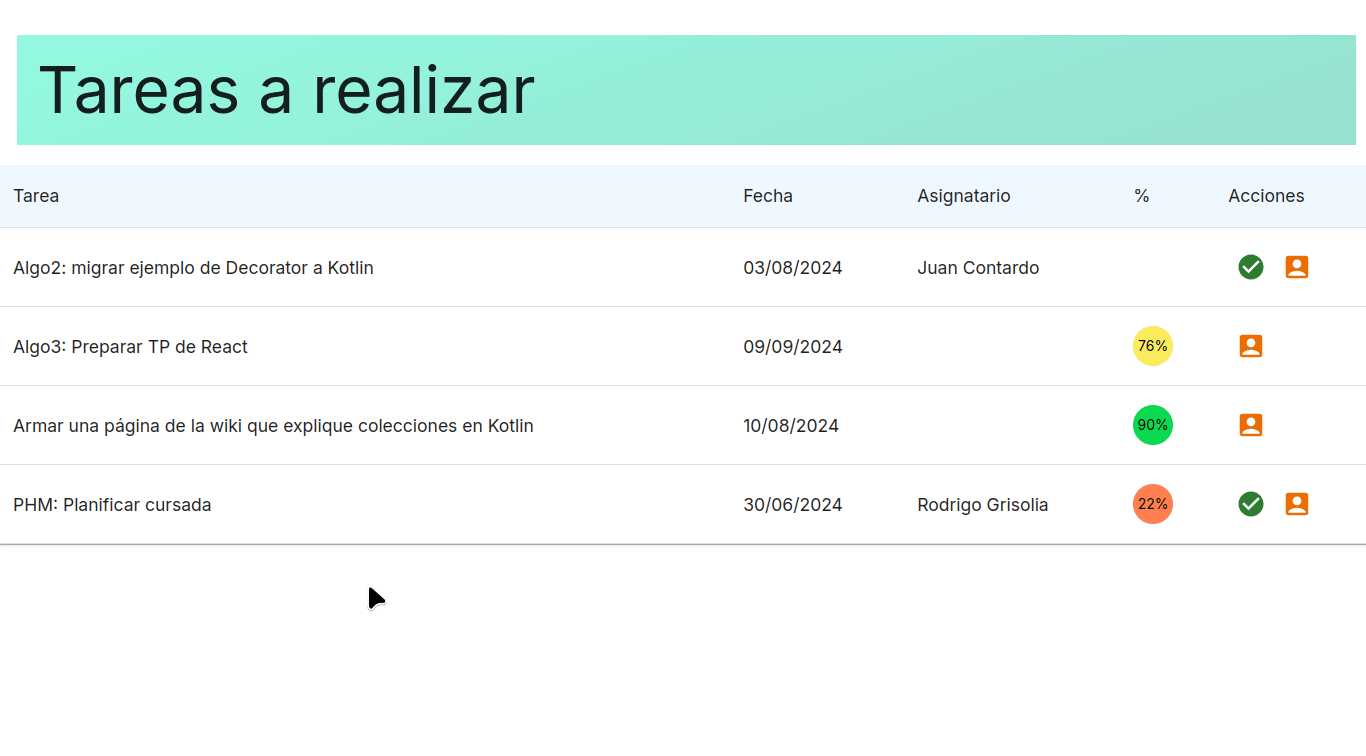 Tareas a realizar
Tarea Fecha Asignatario % Acciones
Algo2: migrar ejemplo de Decorator a Kotlin 03/08/2024 Juan Contardo
Algo3: Preparar TP de React 09/09/2024 76%
Armar una página de la wiki que explique colecciones en Kotlin 10/08/2024 90%
PHM: Planificar cursada 30/06/2024 Rodrigo Grisolia 22%